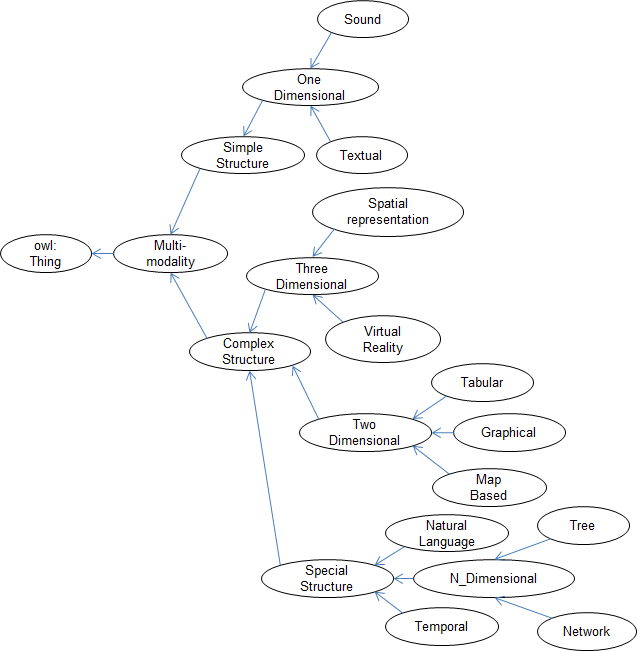 Sound
One
Dimensional
Simple
Structure
Textual
Spatial
representation
owl:
Thing
Multi-
modality
Three
Dimensional
Virtual
Reality
Complex
Structure
Tabular
Two
Dimensional
Graphical
Map
Based
Natural
Language
Tree
Special
Structure
N_Dimensional
Temporal
Network